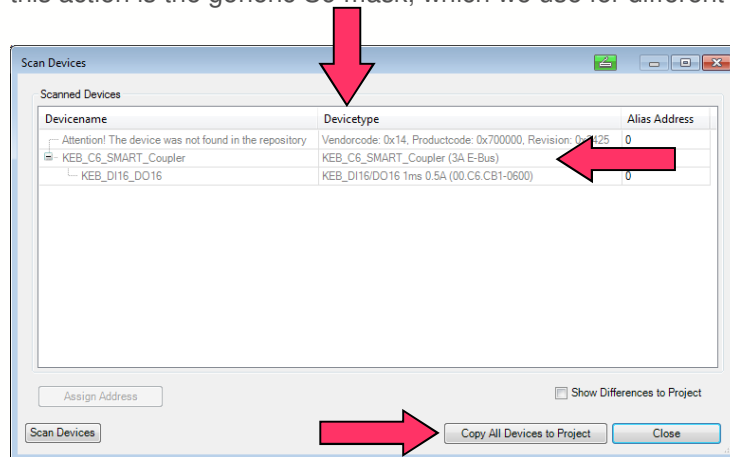 this action is the generic S6 mask, which we use for different
Scan Devices
Scanned Devices
Devicename Devicetype Alias Address
Attention! The device was not found in the repository Vendorcode: 0x14, Productcode: 0x700000, Revision: 0 0
KEB_C6_SMART_Coupler KEB_C6_SMART_Coupler (3A E-Bus)
KEB_DI16_DO16 KEB_DI16/DO16 1ms 0.5A (00.C6.CB1-0600) 0
Assign Address Show Differences to Project
Scan Devices Copy All Devices to Project Close